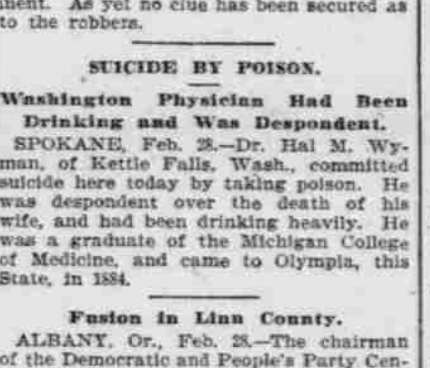 ment. As yet no clue has been secured as
to the robbers.
SUICIDE BY POISON.
Washington Physician Had Been
Drinking and Was Despondent.
SPOKANE, Feb. 28.—Dr. Hal M. Wy-
man, of Kettle Falls, Wash., committed
suicide here today by taking poison. He
was despondent over the death of his
wife, and had been drinking heavily. He
was a graduate of the Michigan College
of Medicine, and came to Olympia, this
State, in 1884.
Fusion in Linn County.
ALBANY, Or., Feb. 28.—The chairman
of the Democratic and People's Party Cen-